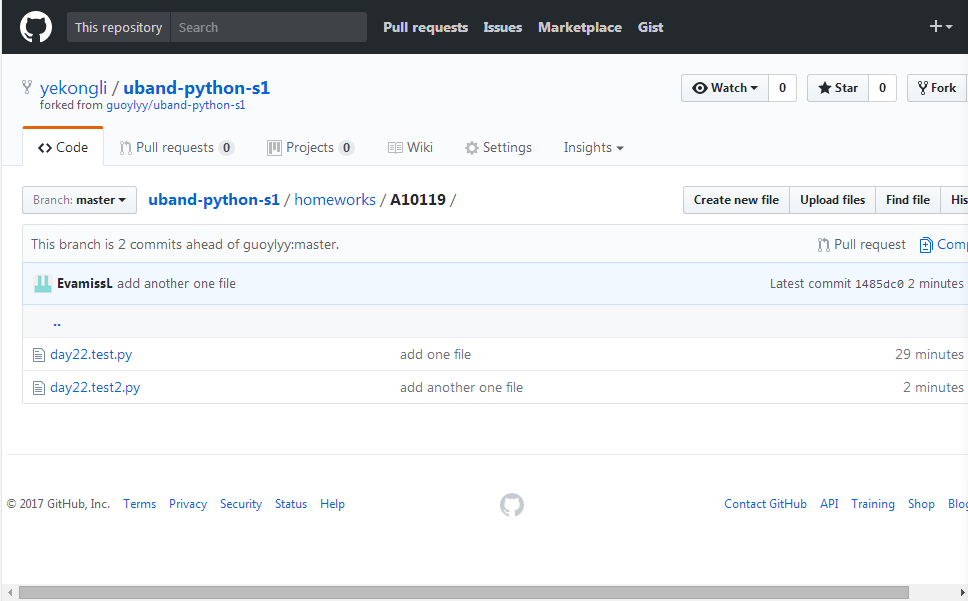 This repository Search Pull requests Issues Marketplace Gist
yekongli / uband-python-s1 Watch 0 Star 0 Fork
forked from guoylyy/uband-python-s1
Code Pull requests 0 Projects 0 Wiki Settings Insights
Branch: master uband-python-s1 / homeworks / A10119 / Create new file Upload files Find file His
This branch is 2 commits ahead of guoylyy:master. Pull request Comp
EvamissL add another one file Latest commit 1485dc0 2 minutes
..
day22.test.py add one file 29 minutes
day22.test2.py add another one file 2 minutes
© 2017 GitHub, Inc. Terms Privacy Security Status Help Contact GitHub API Training Shop Blog